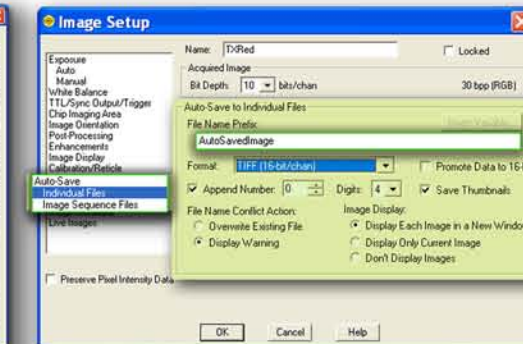 Image Setup
Name: TXRed
Locked
Exposure
Auto
Manual
White Balance
TTL/Sync Output/Trigger
Chip Imaging Area
Image Orientation
Post-Processing
Enhancements
Image Display
Calibration/Reticle
Auto-Save
Individual Files
Image Sequence Files
Live Images
Preserve Pixel Intensity Data
Acquired Image
Bit Depth: 10 bits/chan
30 bpp (RGB)
Auto-Save to Individual Files
File Name Prefix:
AutoSavedImage
Format: TIFF (16-bit/chan)
Promote Data to 16-
Append Number: 0
Digits: 4
Save Thumbnails
File Name Conflict Action:
Overwrite Existing File
Display Warning
Image Display:
Display Each Image in a New Windo
Display Only Current Image
Don't Display Images
OK
Cancel
Help